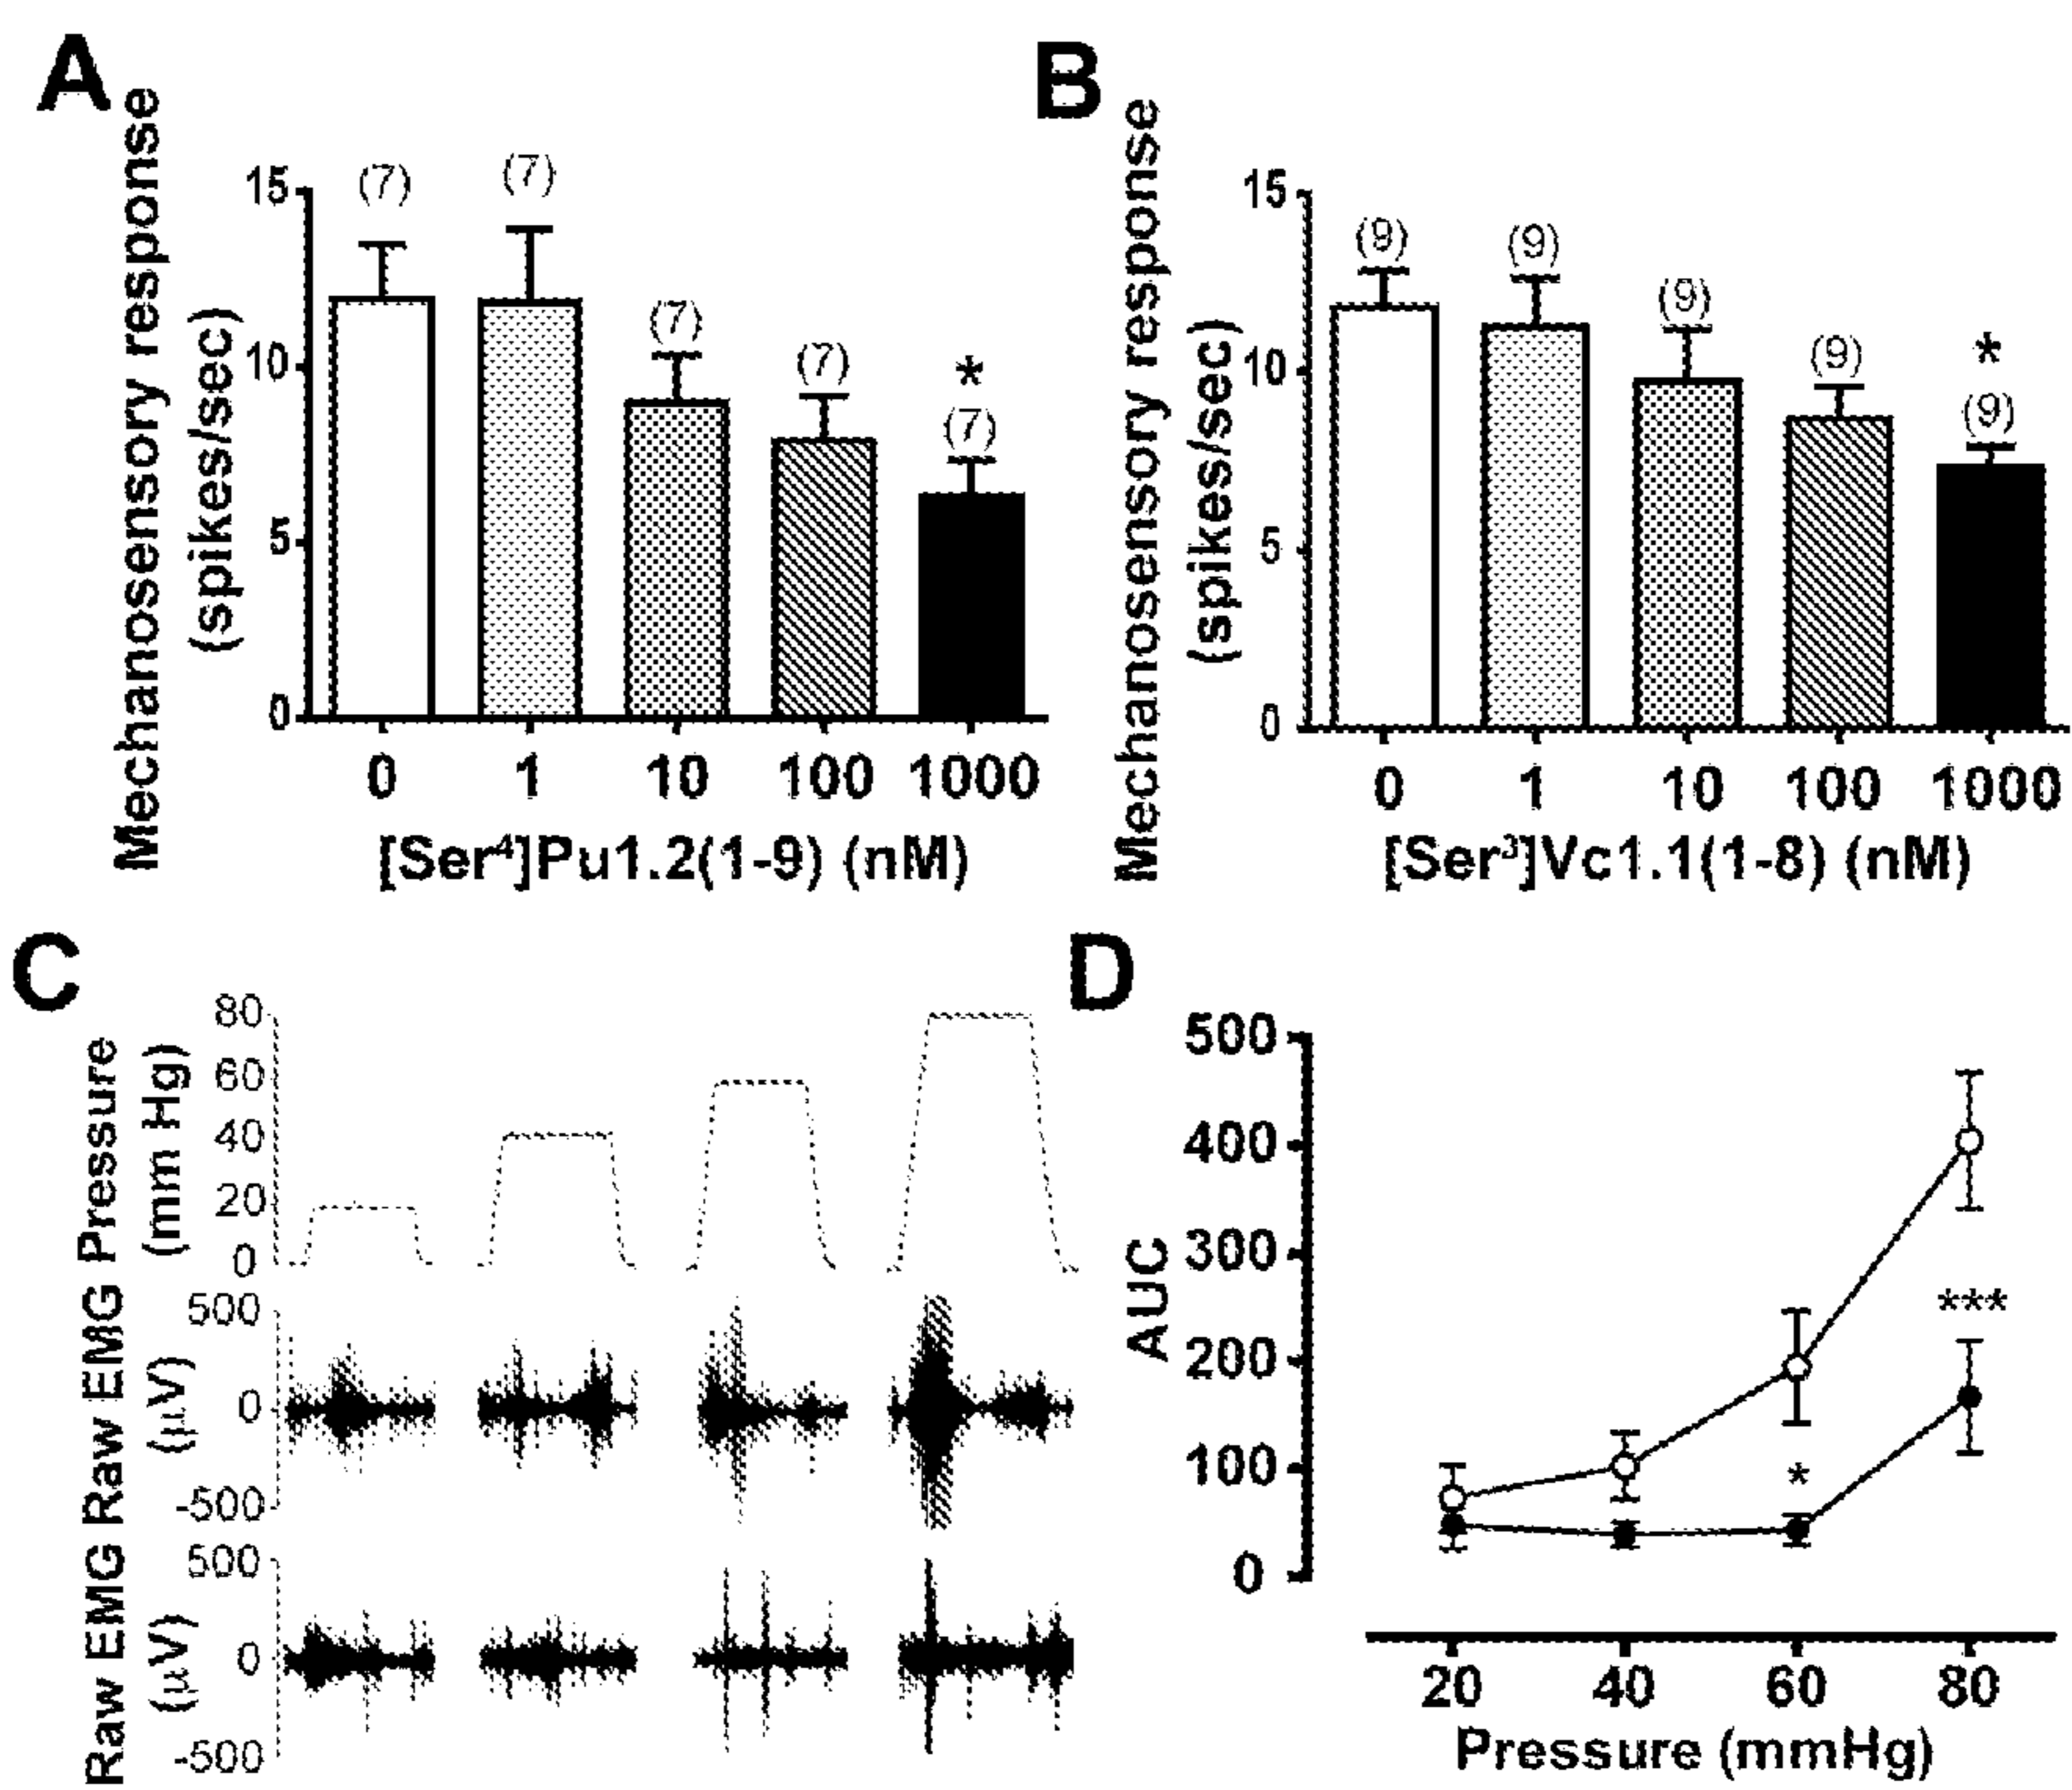 A
Mechanosensory response
(spikes/sec)
15
10
5
0
(7)
(7)
(7)
(7)
*
(7)
0 1 10 100 1000
[Ser⁴]Pu1.2(1-9) (nM)
B
Mechanosensory response
(spikes/sec)
15
10
5
0
(9)
(9)
(9)
(9)
*
(9)
0 1 10 100 1000
[Ser³]Vc1.1(1-8) (nM)
C
Pressure
(mm Hg)
80
60
40
20
0
Raw EMG
(μV)
500
0
-500
Raw EMG
(μV)
500
0
-500
D
AUC
500
400
300
200
100
0
*
***
20 40 60 80
Pressure (mmHg)